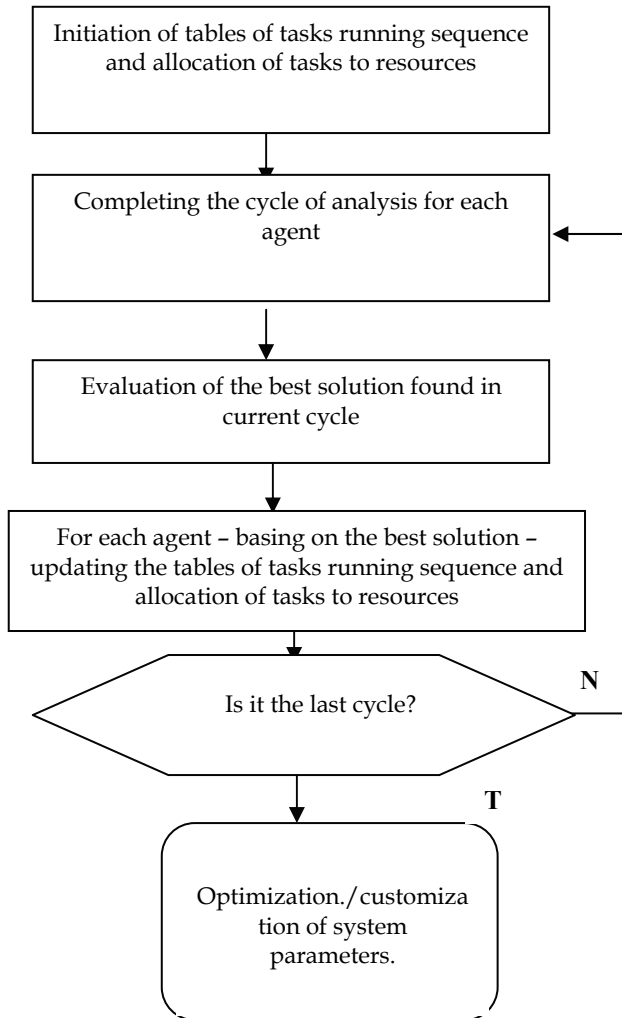 Initiation of tables of tasks running sequence
and allocation of tasks to resources
Completing the cycle of analysis for each
agent
Evaluation of the best solution found in
current cycle
For each agent – basing on the best solution –
updating the tables of tasks running sequence and
allocation of tasks to resources
Is it the last cycle?
N
T
Optimization./customiza
tion of system
parameters.